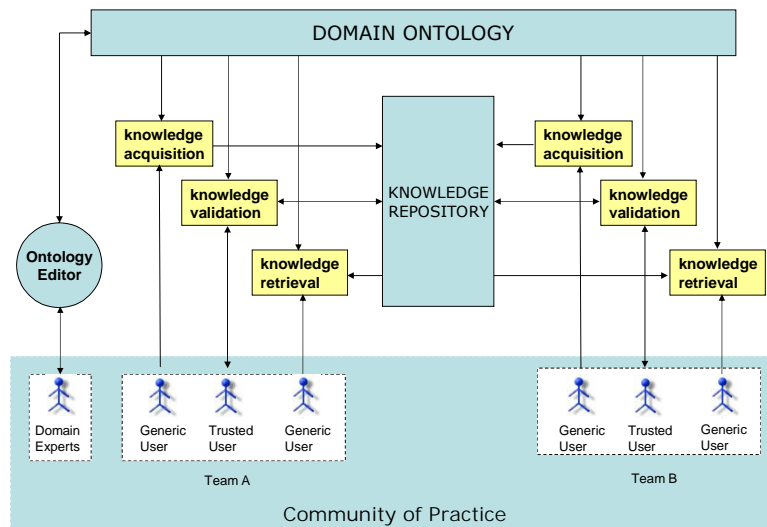 DOMAIN ONTOLOGY
knowledge
acquisition
knowledge
acquisition
knowledge
validation
KNOWLEDGE
REPOSITORY
knowledge
validation
Ontology
Editor
knowledge
retrieval
knowledge
retrieval
Domain
Experts
Generic
User
Trusted
User
Generic
User
Generic
User
Trusted
User
Generic
User
Team A
Team B
Community of Practice